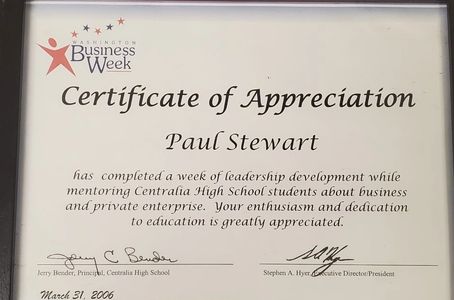 WASHINGTON
Business
Week
Certificate of Appreciation
Paul Stewart
has completed a week of leadership development while
mentoring Centralia High School students about business
and private enterprise. Your enthusiasm and dedication
to education is greatly appreciated.
Jerry C Bender
Jerry Bender, Principal, Centralia High School
Stephen A. Hyer, Executive Director/President
March 31, 2006